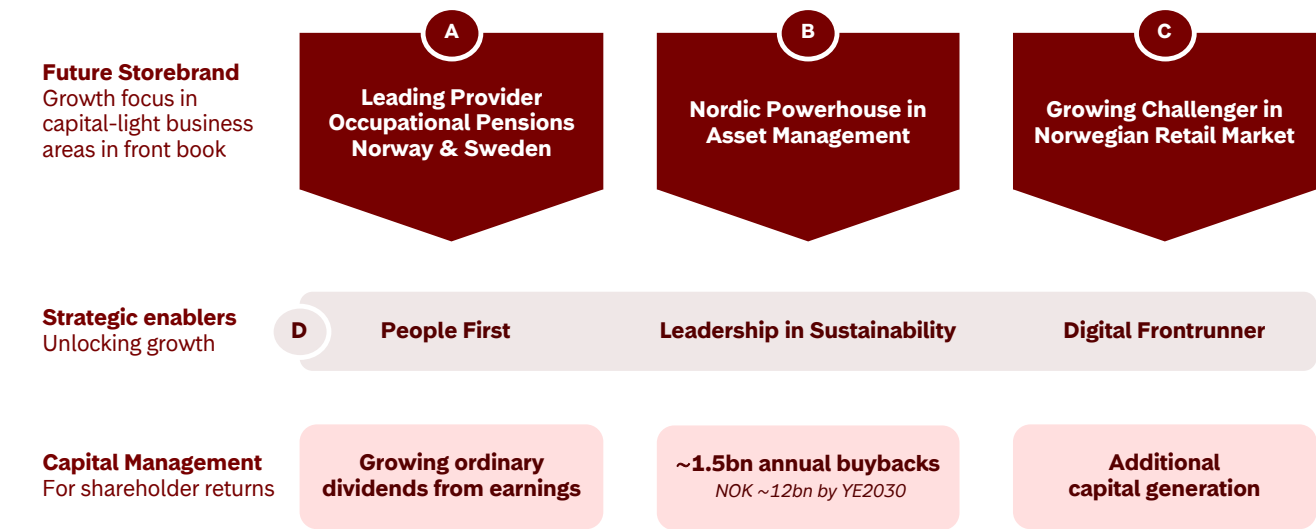 A
B
C
Future Storebrand
Growth focus in
capital-light business
areas in front book
Leading Provider
Occupational Pensions
Norway & Sweden
Nordic Powerhouse in
Asset Management
Growing Challenger in
Norwegian Retail Market
Strategic enablers
Unlocking growth
D
People First
Leadership in Sustainability
Digital Frontrunner
Capital Management
For shareholder returns
Growing ordinary
dividends from earnings
~1.5bn annual buybacks
NOK ~12bn by YE2030
Additional
capital generation